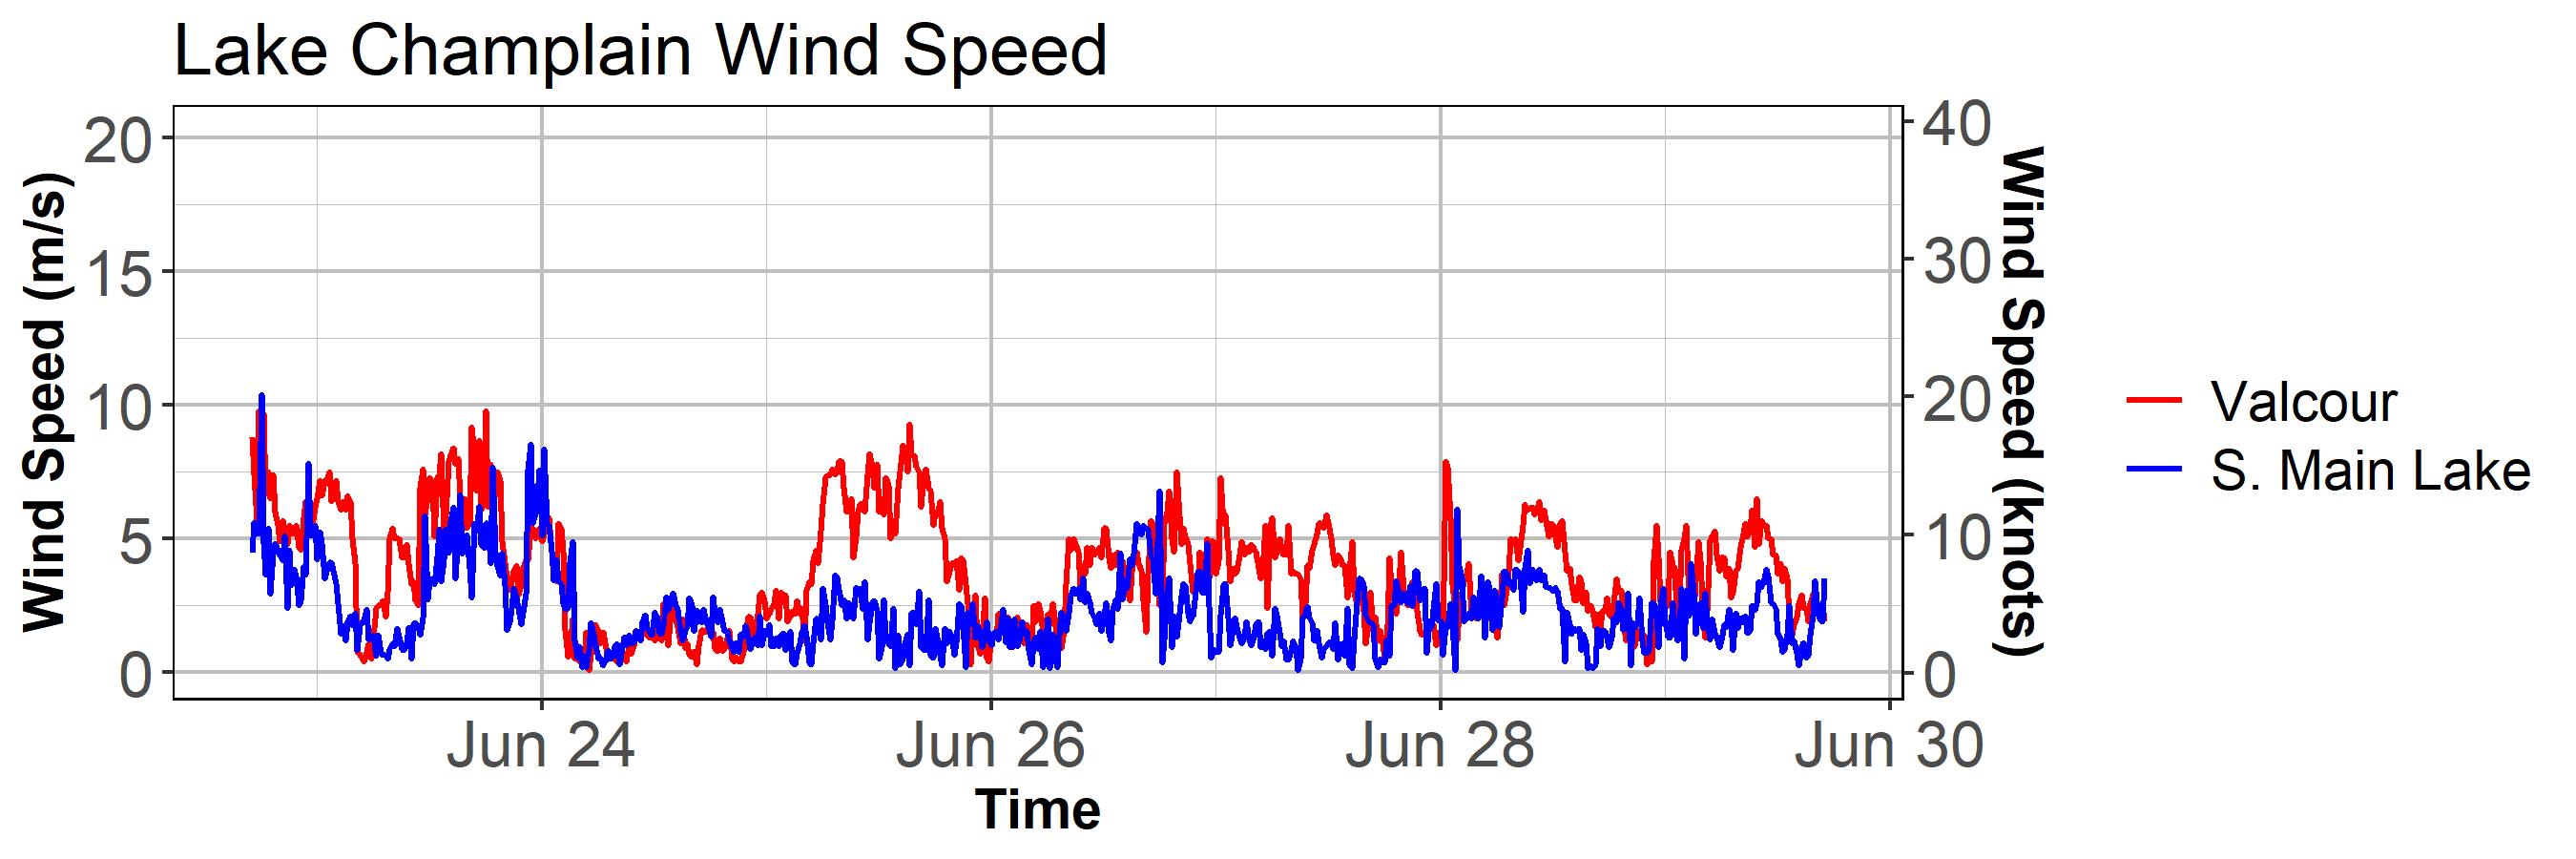 Lake Champlain Wind Speed
Wind Speed (m/s)
20
15
10
5
0
40
30
20
10
0
Wind Speed (knots)
Jun 24
Jun 26
Jun 28
Jun 30
Time
Valcour
S. Main Lake